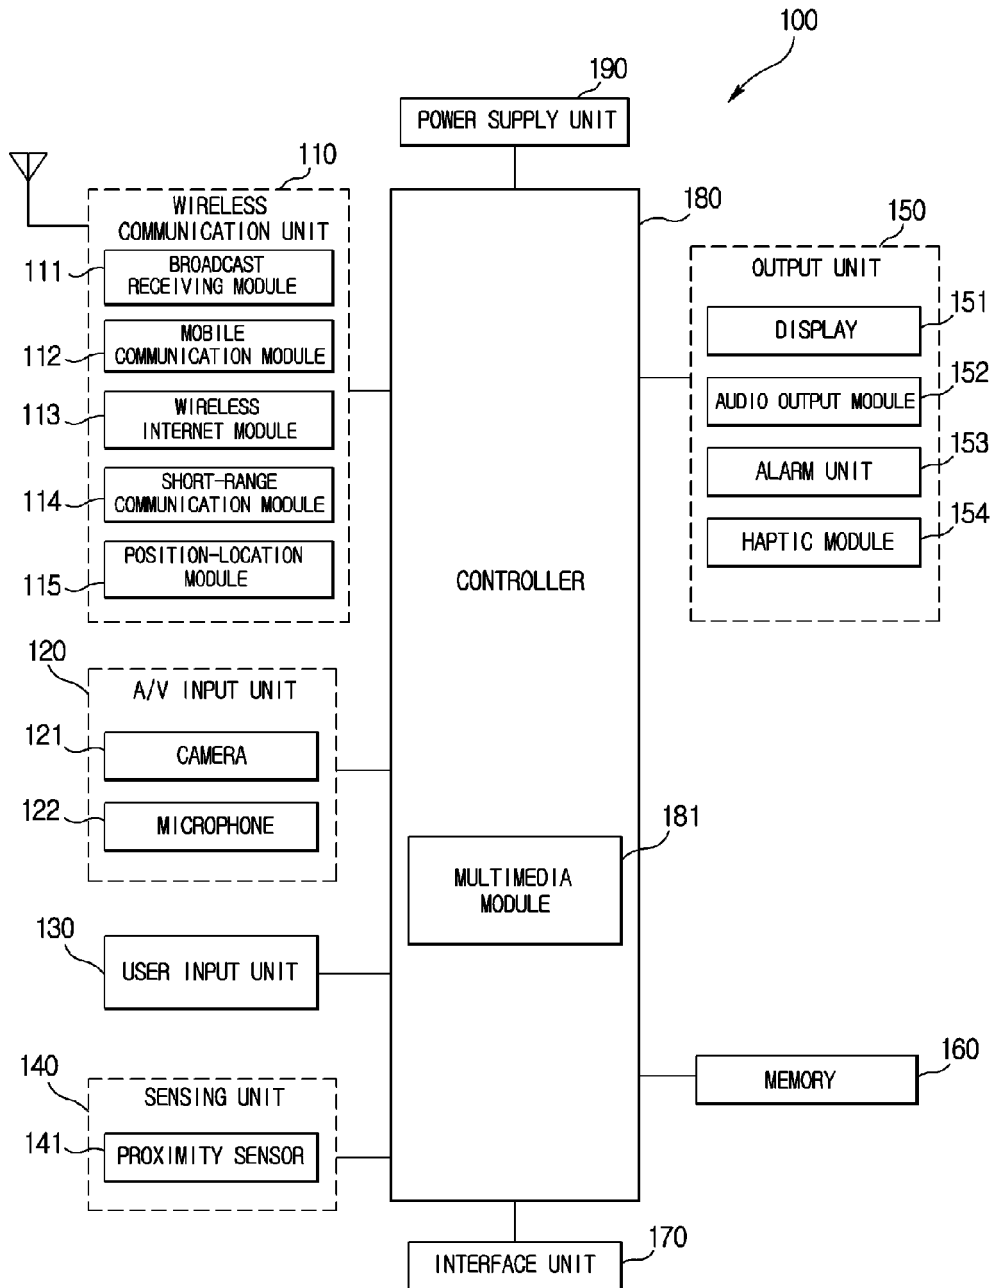 100
190
POWER SUPPLY UNIT
110
WIRELESS
COMMUNICATION UNIT
111
BROADCAST
RECEIVING MODULE
112
MOBILE
COMMUNICATION MODULE
113
WIRELESS
INTERNET MODULE
114
SHORT-RANGE
COMMUNICATION MODULE
115
POSITION-LOCATION
MODULE
120
A/V INPUT UNIT
121
CAMERA
122
MICROPHONE
130
USER INPUT UNIT
140
SENSING UNIT
141
PROXIMITY SENSOR
180
CONTROLLER
181
MULTIMEDIA
MODULE
150
OUTPUT UNIT
151
DISPLAY
152
AUDIO OUTPUT MODULE
153
ALARM UNIT
154
HAPTIC MODULE
160
MEMORY
170
INTERFACE UNIT